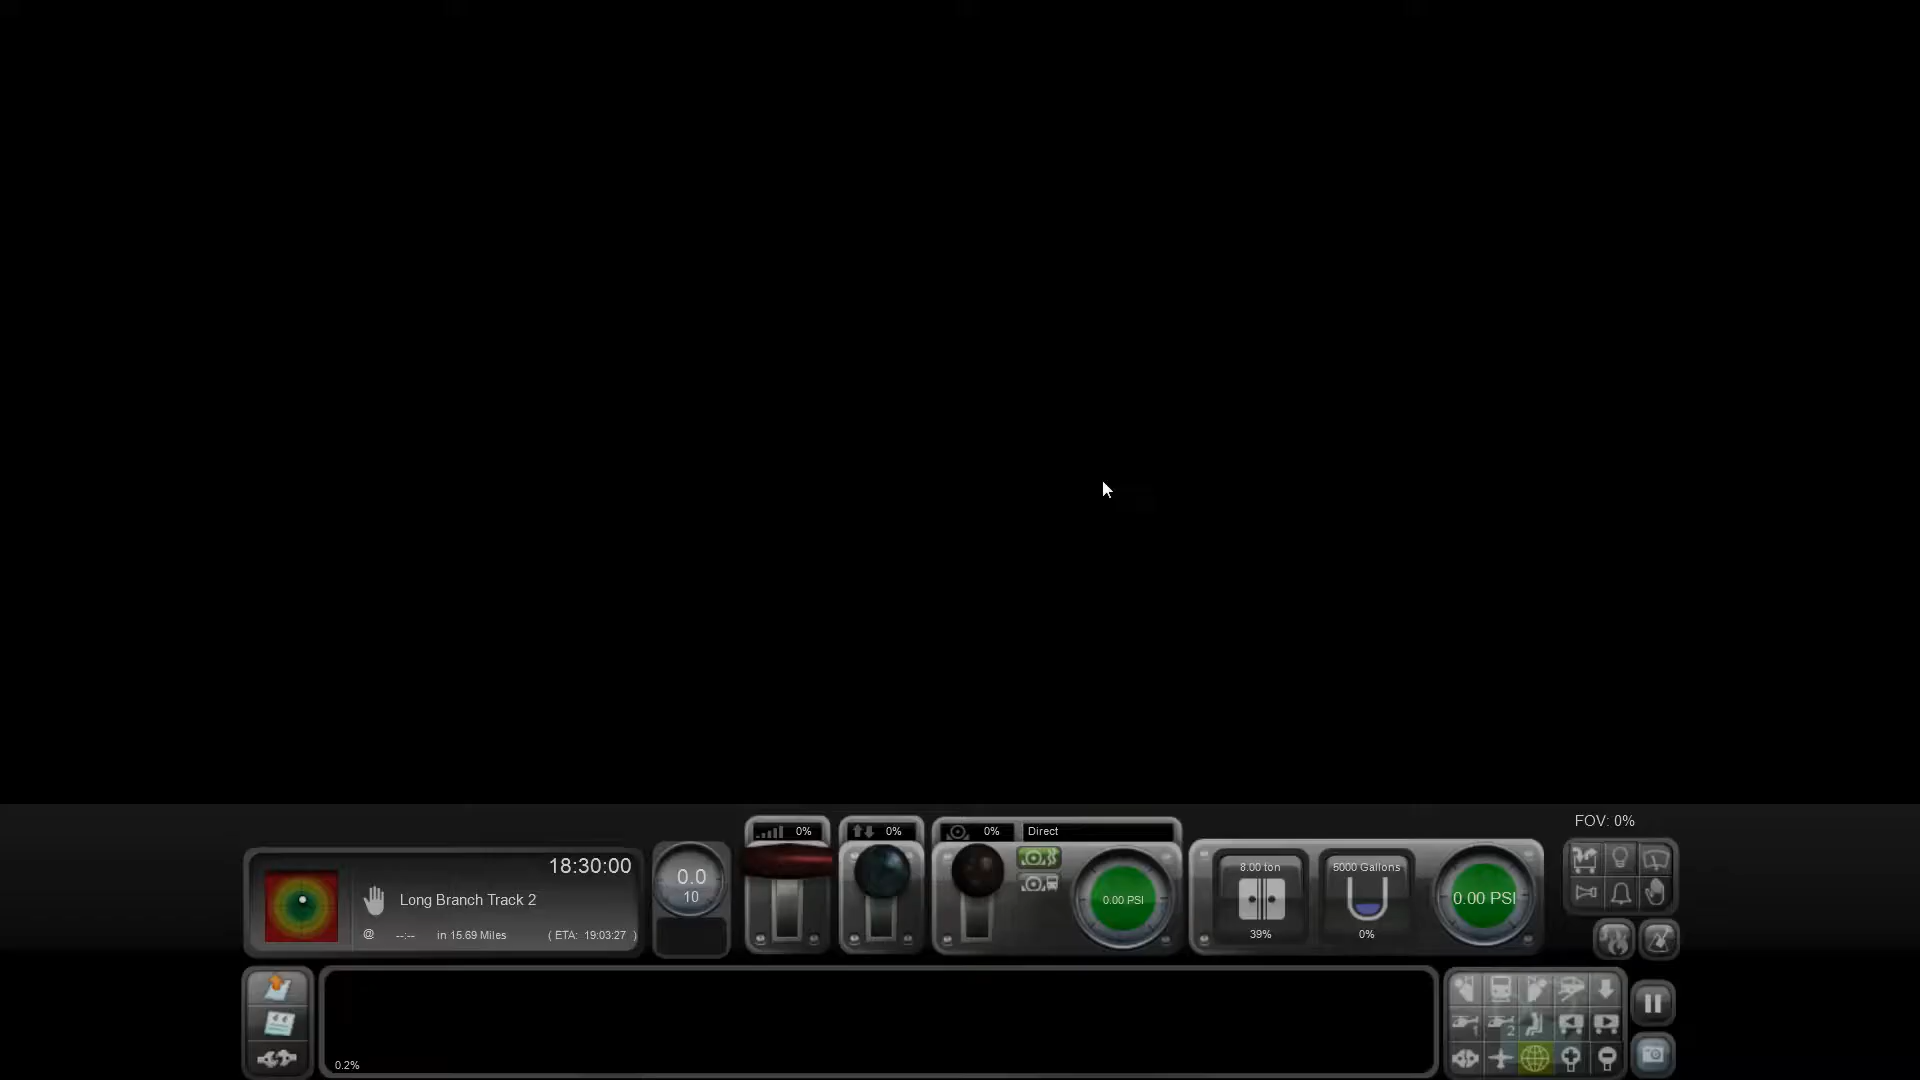 FOV: 0%
0%
0%
0%
Direct
18:30:00
Long Branch Track 2
@ --:-- in 15.69 Miles ( ETA: 19:03:27 )
0.0
10
0.00 PSI
8.00 ton
39%
5000 Gallons
0%
0.00 PSI
1
2
0.2%